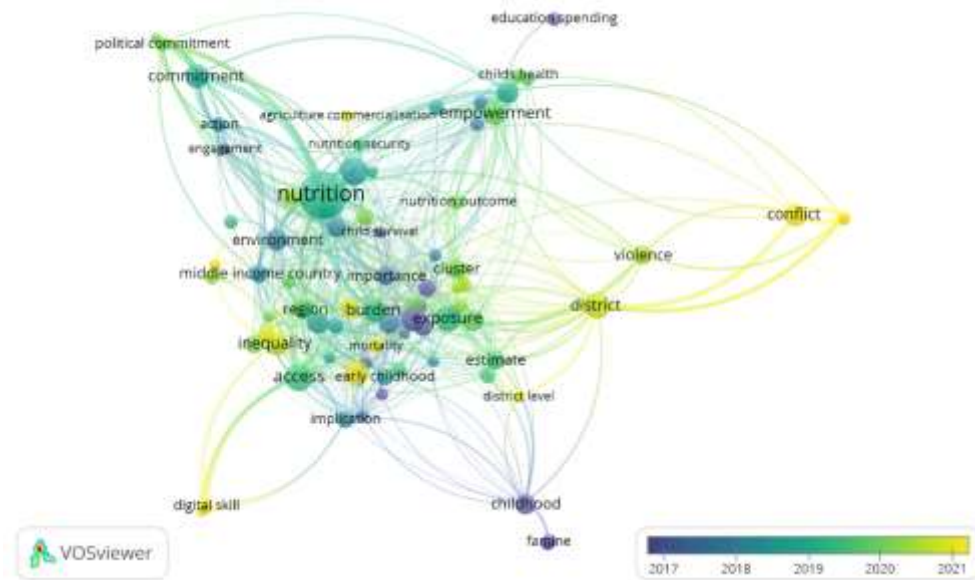 education spending
political commitment
childs health
commitment
agriculture commercialisation
empowerment
action
nutrition security
engagement
nutrition
nutrition outcome
conflict
child survival
environment
violence
cluster
middle income country
importance
district
region
burden
exposure
inequality
mortality
estimate
access
early childhood
district level
implication
digital skill
childhood
famine
VOSviewer
2017 2018 2019 2020 2021